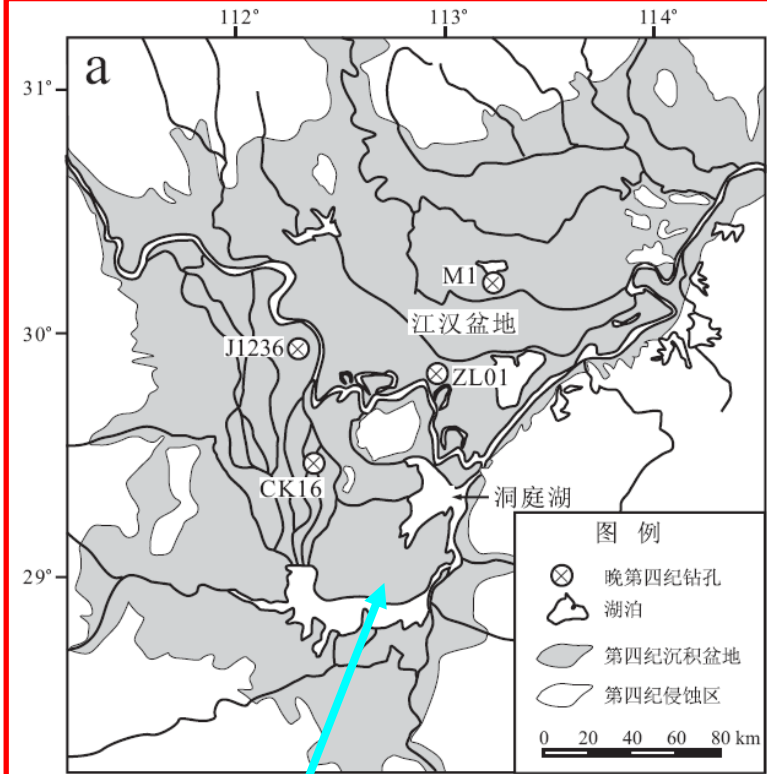 112°
113°
114°
a
31°
M1
江汉盆地
30°
J1236
ZL01
CK16
洞庭湖
29°
图 例
晚第四纪钻孔
湖泊
第四纪沉积盆地
第四纪侵蚀区
0 20 40 60 80 km